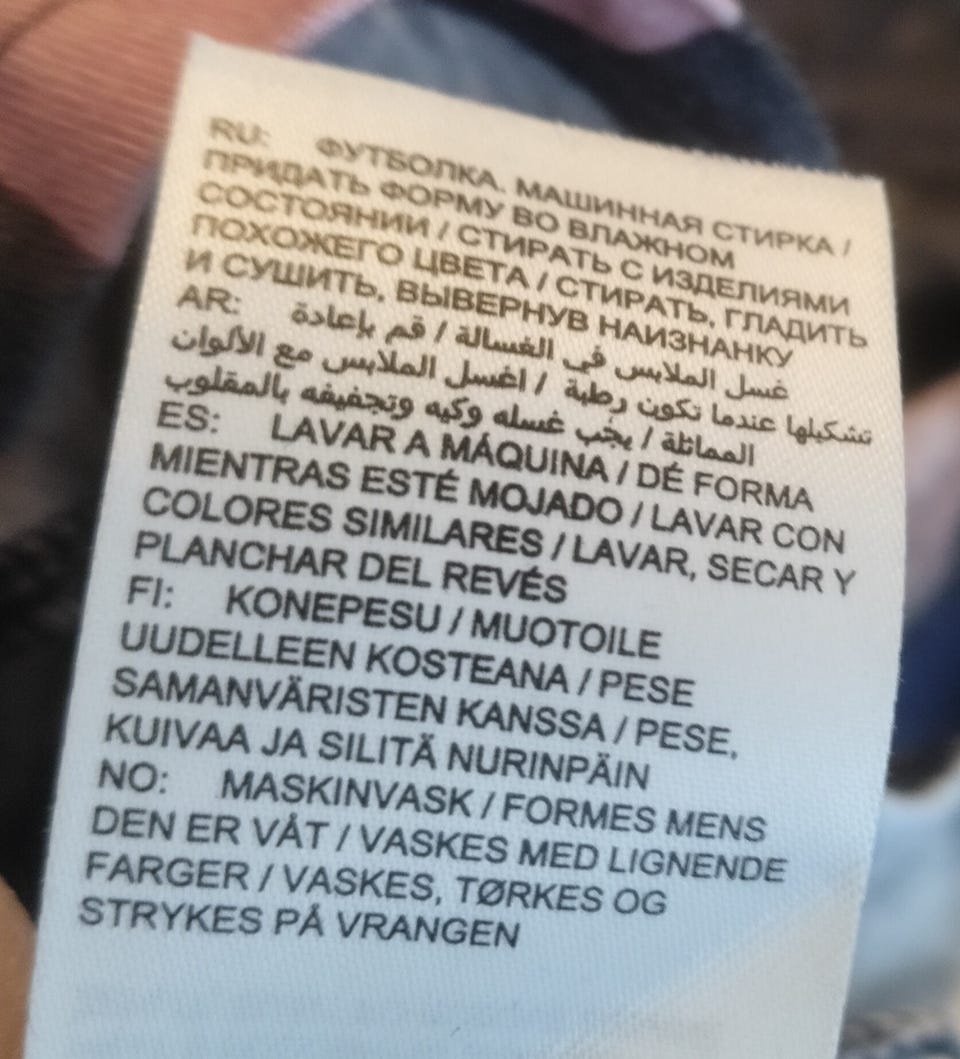 RU: ФУТБОЛКА. МАШИННАЯ СТИРКА /
ПРИДАТЬ ФОРМУ ВО ВЛАЖНОМ
СОСТОЯНИИ / СТИРАТЬ С ИЗДЕЛИЯМИ
ПОХОЖЕГО ЦВЕТА / СТИРАТЬ, ГЛАДИТЬ
И СУШИТЬ, ВЫВЕРНУВ НАИЗНАНКУ
AR: غسل الملابس في الغسالة / قم بإعادة
تشكيلها عندما تكون رطبة / اغسل الملابس مع الألوان
المماثلة / يجب غسله وكيه وتجفيفه بالمقلوب
ES: LAVAR A MÁQUINA / DÉ FORMA
MIENTRAS ESTÉ MOJADO / LAVAR CON
COLORES SIMILARES / LAVAR, SECAR Y
PLANCHAR DEL REVÉS
FI: KONEPESU / MUOTOILE
UUDELLEEN KOSTEANA / PESE
SAMANVÄRISTEN KANSSA / PESE,
KUIVAA JA SILITÄ NURINPÄIN
NO: MASKINVASK / FORMES MENS
DEN ER VÅT / VASKES MED LIGNENDE
FARGER / VASKES, TØRKES OG
STRYKES PÅ VRANGEN